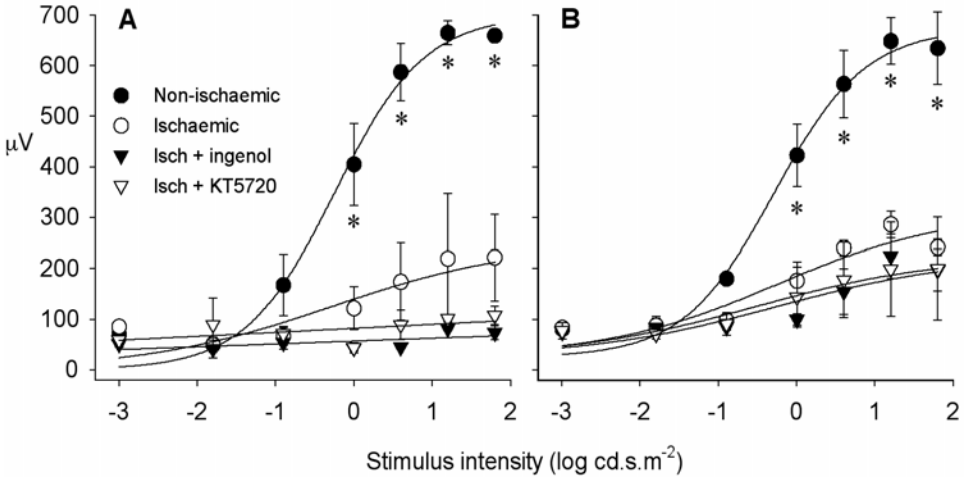 A
B
700
600
500
400
300
200
100
0
μV
Non-ischaemic
Ischaemic
Isch + ingenol
Isch + KT5720
* * * *
* * * *
-3 -2 -1 0 1 2
-3 -2 -1 0 1 2
Stimulus intensity (log cd.s.m⁻²)